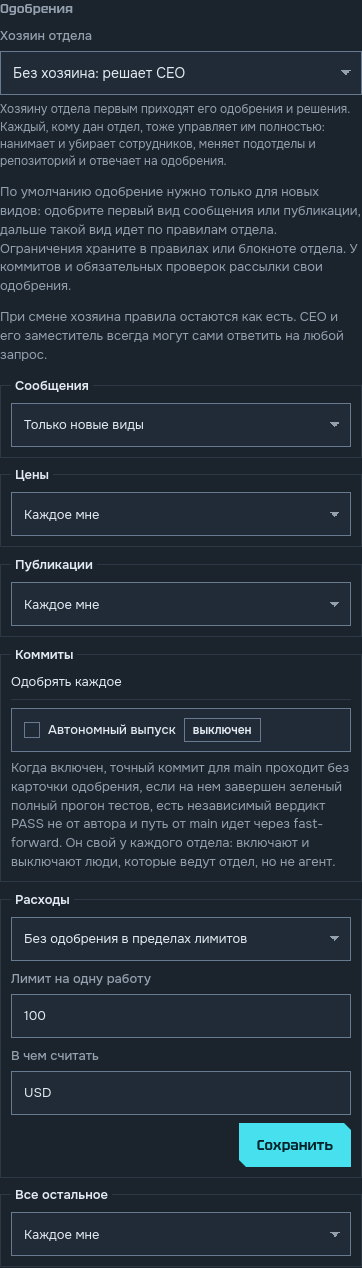 Одобрения
Хозяин отдела
Без хозяина: решает CEO
Хозяину отдела первым приходят его одобрения и решения.
Каждый, кому дан отдел, тоже управляет им полностью:
нанимает и убирает сотрудников, меняет подотделы и
репозиторий и отвечает на одобрения.
По умолчанию одобрение нужно только для новых
видов: одобрите первый вид сообщения или публикации,
дальше такой вид идет по правилам отдела.
Ограничения храните в правилах или блокноте отдела. У
коммитов и обязательных проверок рассылки свои
одобрения.
При смене хозяина правила остаются как есть. CEO и
его заместитель всегда могут сами ответить на любой
запрос.
Сообщения
Только новые виды
Цены
Каждое мне
Публикации
Каждое мне
Коммиты
Одобрять каждое
Автономный выпуск выключен
Когда включен, точный коммит для main проходит без
карточки одобрения, если на нем завершен зеленый
полный прогон тестов, есть независимый вердикт
PASS не от автора и путь от main идет через fast-
forward. Он свой у каждого отдела: включают и
выключают люди, которые ведут отдел, но не агент.
Расходы
Без одобрения в пределах лимитов
Лимит на одну работу
100
В чем считать
USD
Сохранить
Все остальное
Каждое мне